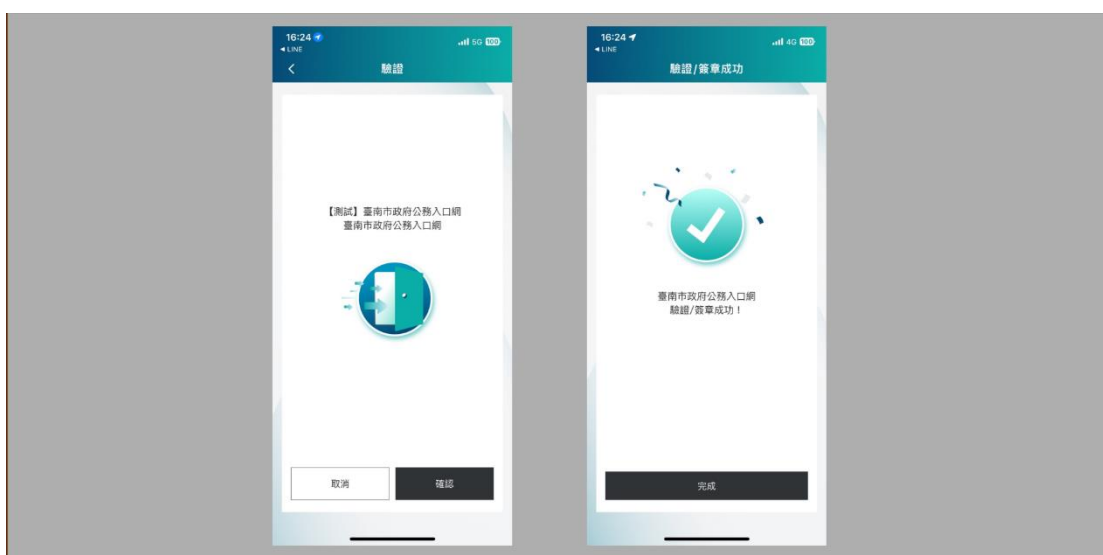 16:24
◀ LINE
5G 100
驗證
【測試】臺南市政府公務入口網
臺南市政府公務入口網
取消
確認
16:24
◀ LINE
4G 100
驗證/簽章成功
臺南市政府公務入口網
驗證/簽章成功！
完成